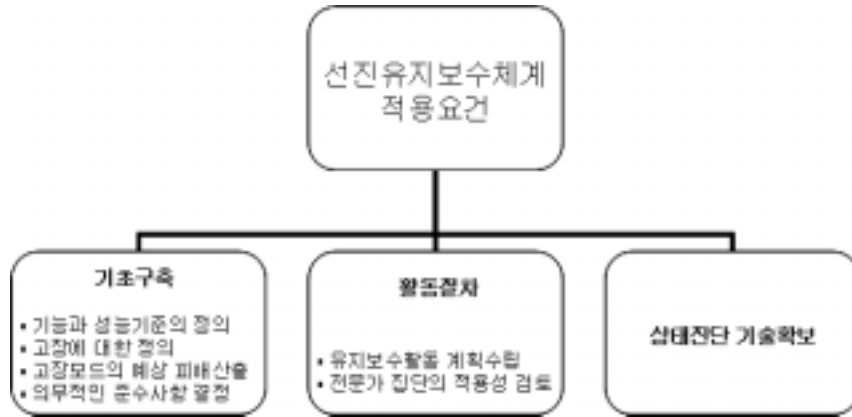 선진유지보수체계
적용요건
기초구축
• 기능과 성능기준의 정의
• 고장에 대한 정의
• 고장모드의 예상 피해산출
• 의무적인 준수사항 결정
활동절차
• 유지보수활동 계획수립
• 전문가 집단의 적용성 검토
상태진단 기술확보